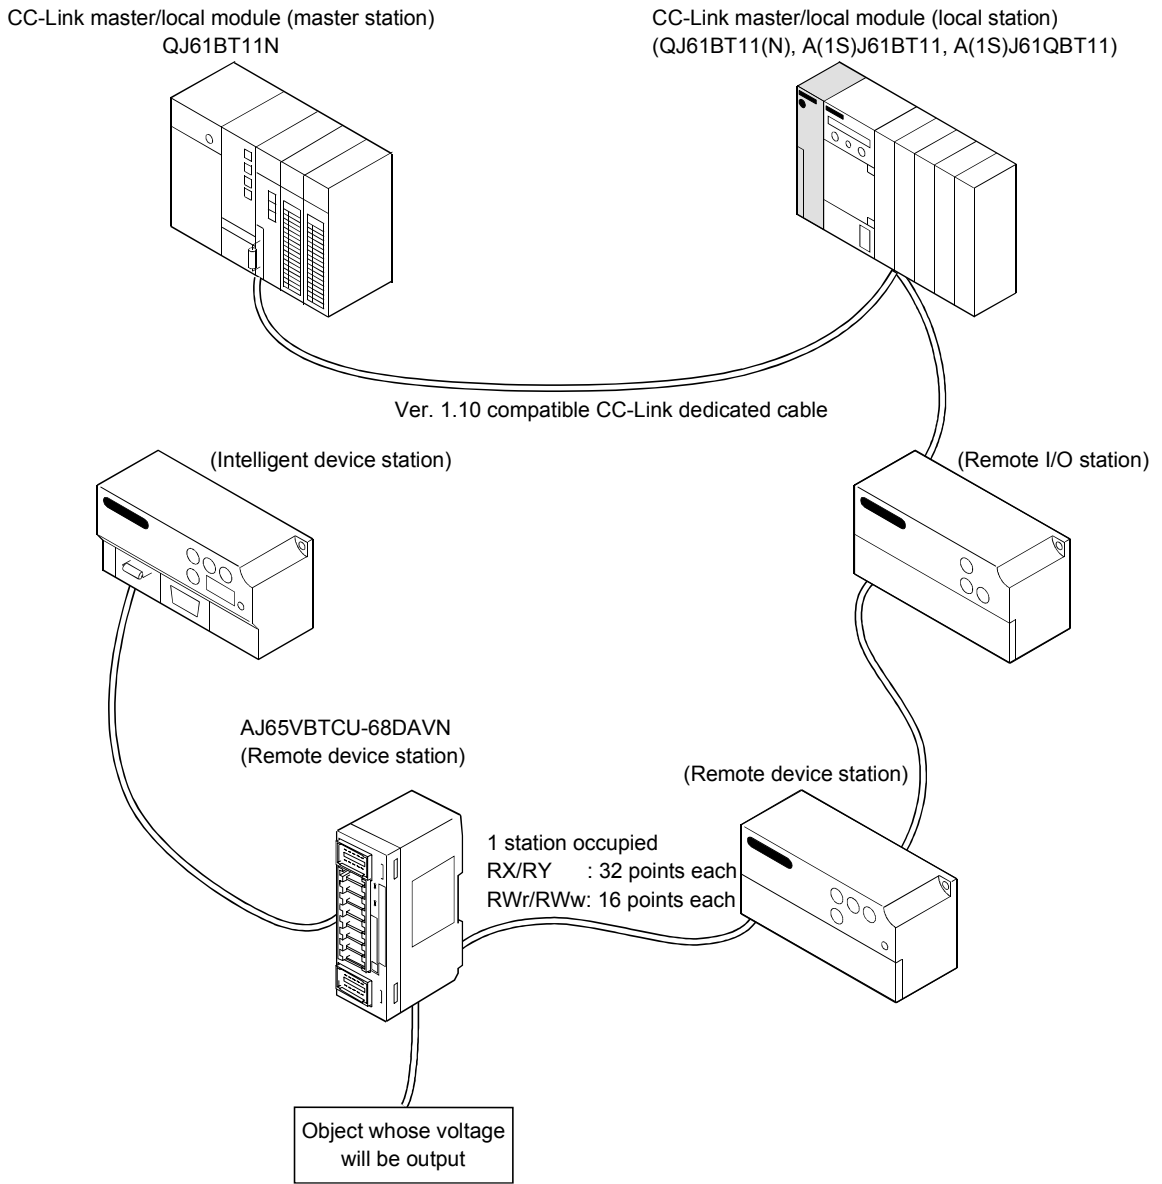 CC-Link master/local module (master station)
QJ61BT11N
CC-Link master/local module (local station)
(QJ61BT11(N), A(1S)J61BT11, A(1S)J61QBT11)
Ver. 1.10 compatible CC-Link dedicated cable
(Intelligent device station)
(Remote I/O station)
AJ65VBTCU-68DAVN
(Remote device station)
(Remote device station)
1 station occupied
RX/RY : 32 points each
RWr/RWw: 16 points each
Object whose voltage
will be output